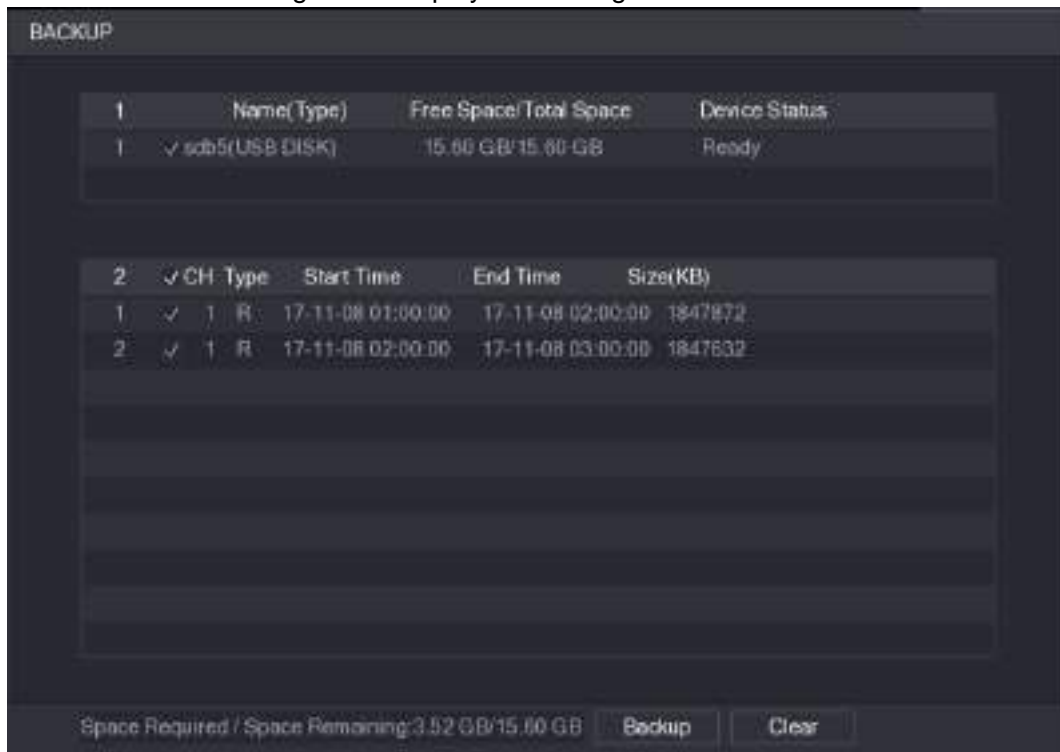 BACKUP
1 Name(Type) Free Space/Total Space Device Status
1 ✓ sdb5(USB DISK) 15.60 GB/15.60 GB Ready
2 ✓ CH Type Start Time End Time Size(KB)
1 ✓ 1 R 17-11-08 01:00:00 17-11-08 02:00:00 1847872
2 ✓ 1 R 17-11-08 02:00:00 17-11-08 03:00:00 1847632
Space Required / Space Remaining:3.52 GB/15.60 GB Backup Clear